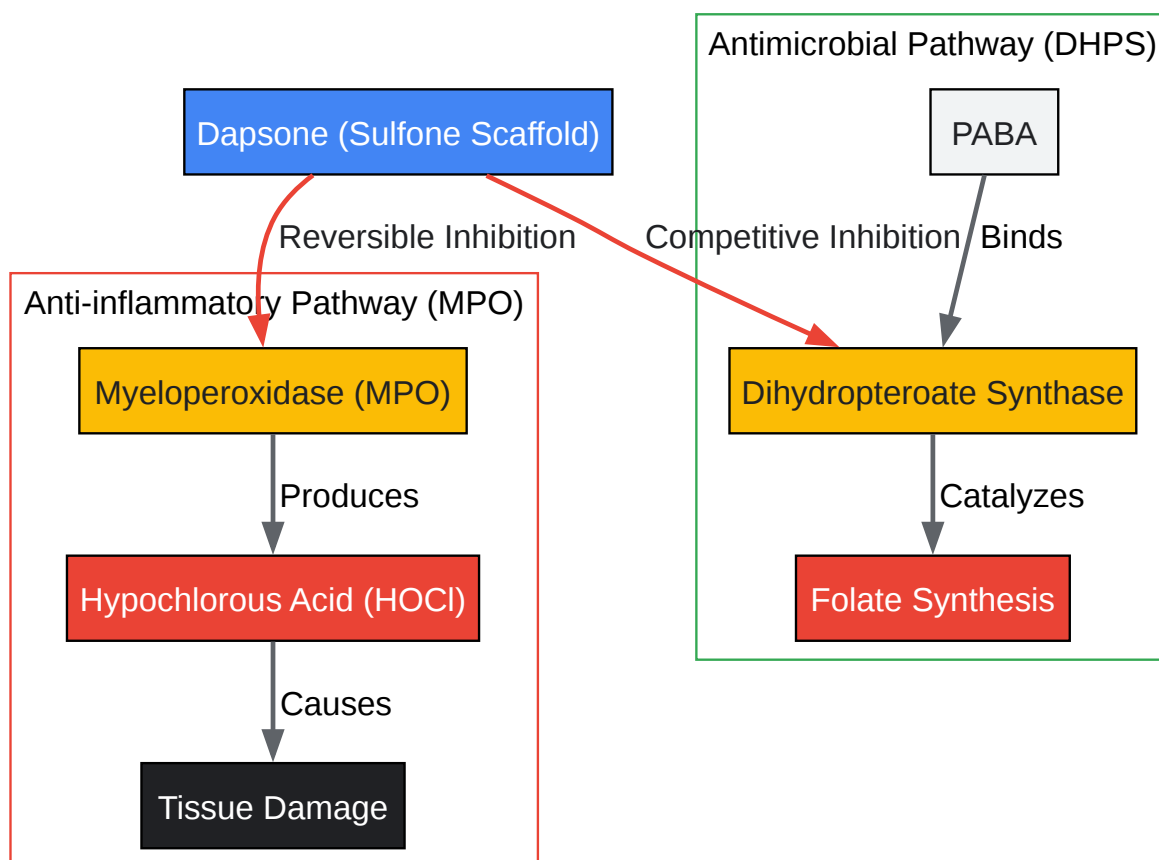 Antimicrobial Pathway (DHPS)
Dapsone (Sulfone Scaffold)
PABA
Reversible Inhibition
Competitive Inhibition
Binds
Anti-inflammatory Pathway (MPO)
Myeloperoxidase (MPO)
Dihydropteroate Synthase
Produces
Catalyzes
Hypochlorous Acid (HOCl)
Folate Synthesis
Causes
Tissue Damage